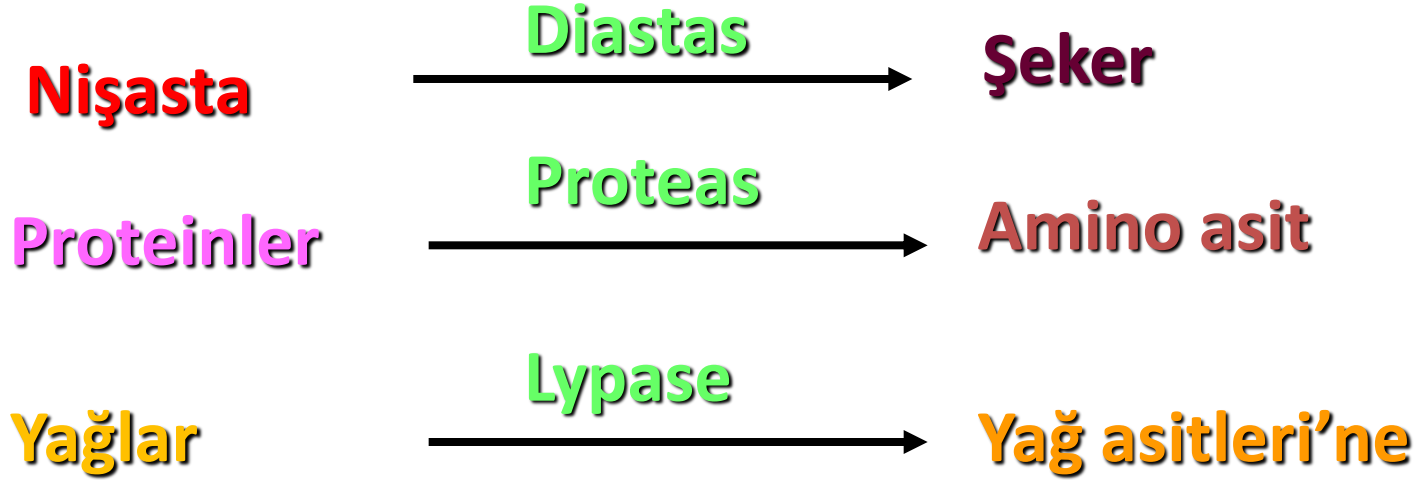 Nişasta Diastas Şeker
Proteinler Proteas Amino asit
Yağlar Lypase Yağ asitleri’ne